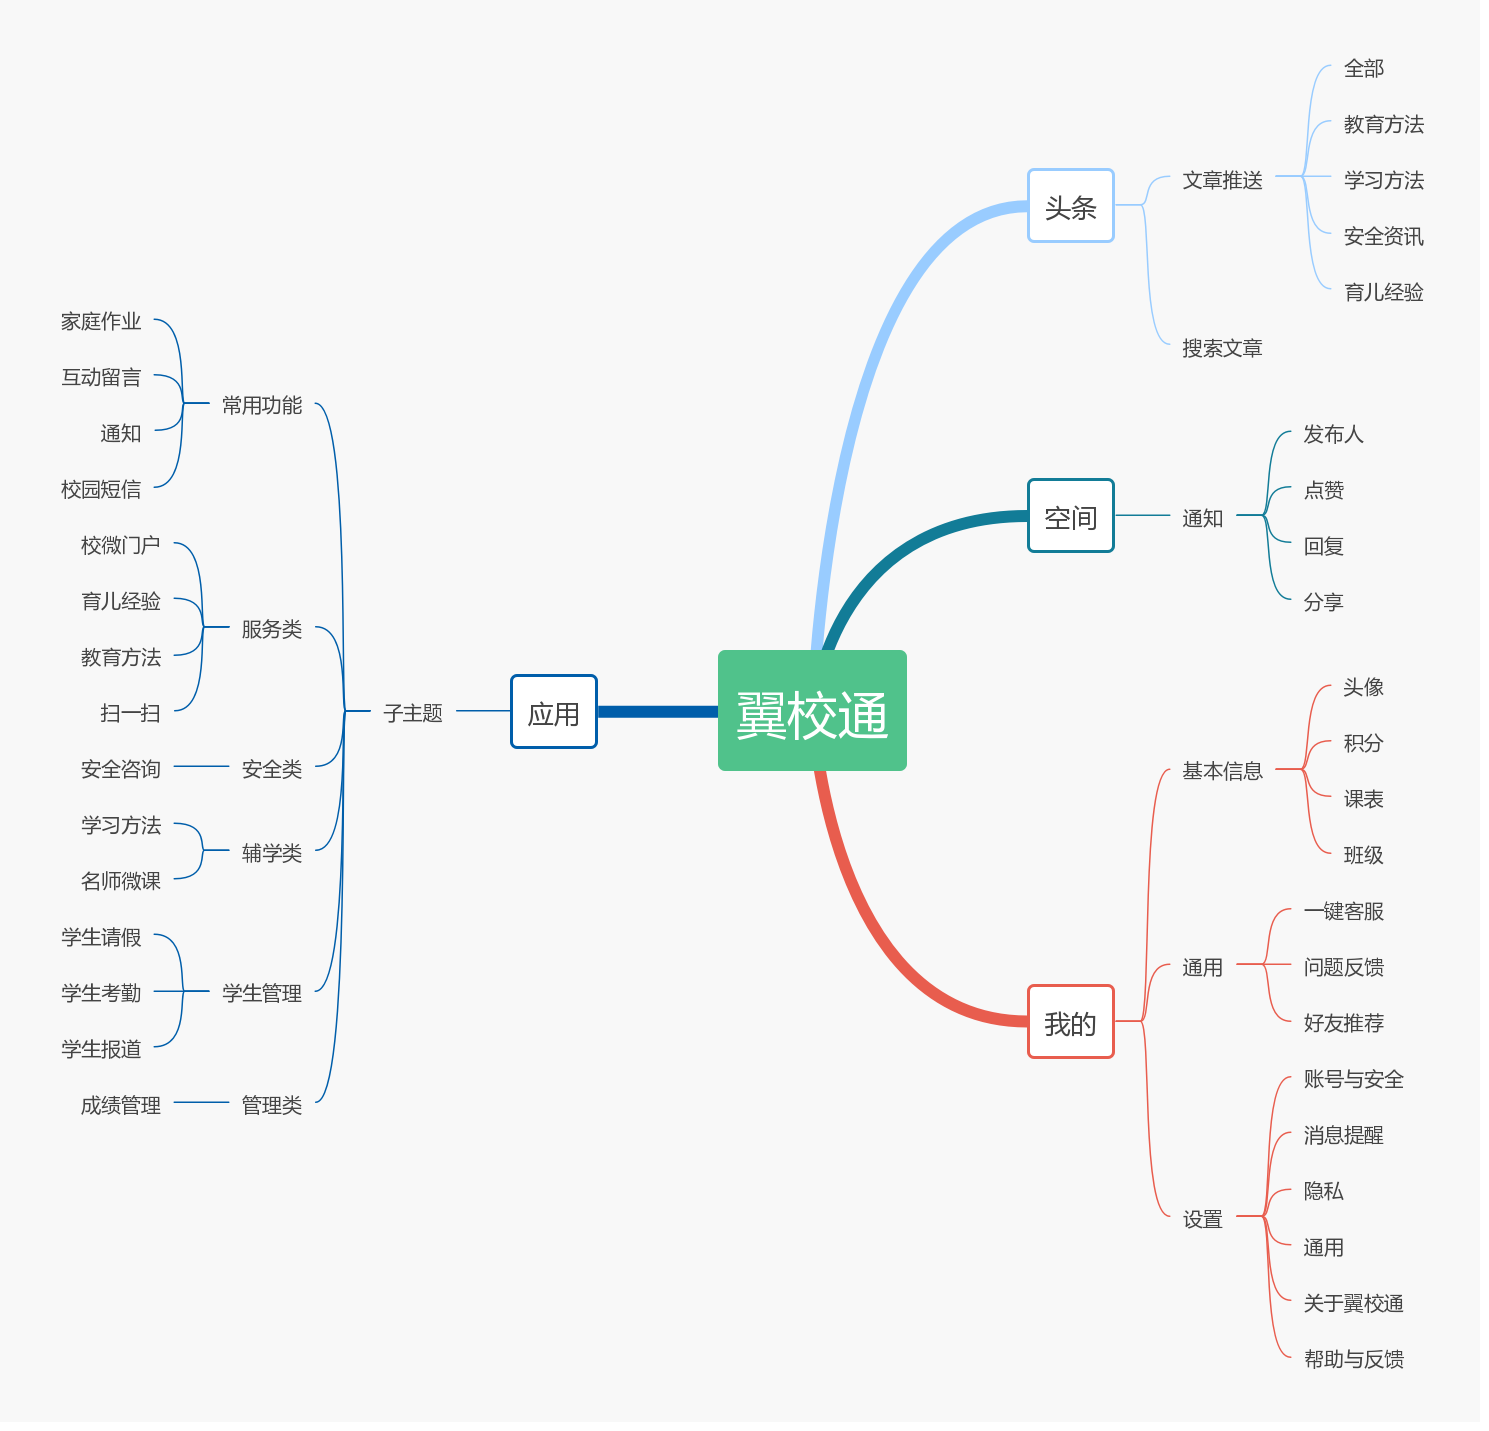 翼校通
头条
文章推送
全部
教育方法
学习方法
安全资讯
育儿经验
搜索文章
空间
通知
发布人
点赞
回复
分享
我的
基本信息
头像
积分
课表
班级
通用
一键客服
问题反馈
好友推荐
设置
账号与安全
消息提醒
隐私
通用
关于翼校通
帮助与反馈
应用
子主题
常用功能
家庭作业
互动留言
通知
校园短信
服务类
校微门户
育儿经验
教育方法
扫一扫
安全类
安全咨询
辅学类
学习方法
名师微课
学生管理
学生请假
学生考勤
学生报道
管理类
成绩管理